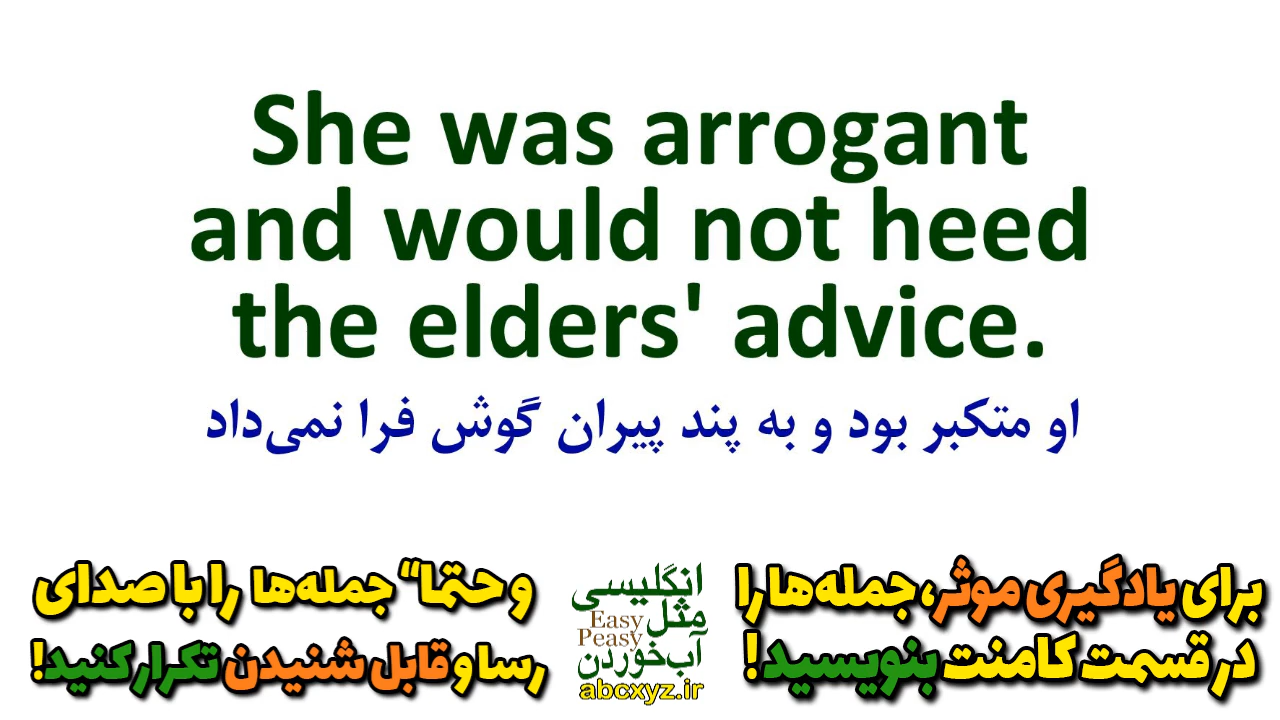 She was arrogant
and would not heed
the elders' advice.
او متکبر بود و به پند پیران گوش فرا نمی‌داد
برای یادگیری موثر، جمله‌ها را
در قسمت کامنت بنویسید!
انگلیسی
مثل
Easy
Peasy
آب‌خوردن
abcxyz.ir
و حتما“ جمله‌ها را با صدای
رسا و قابل شنیدن تکرار کنید!